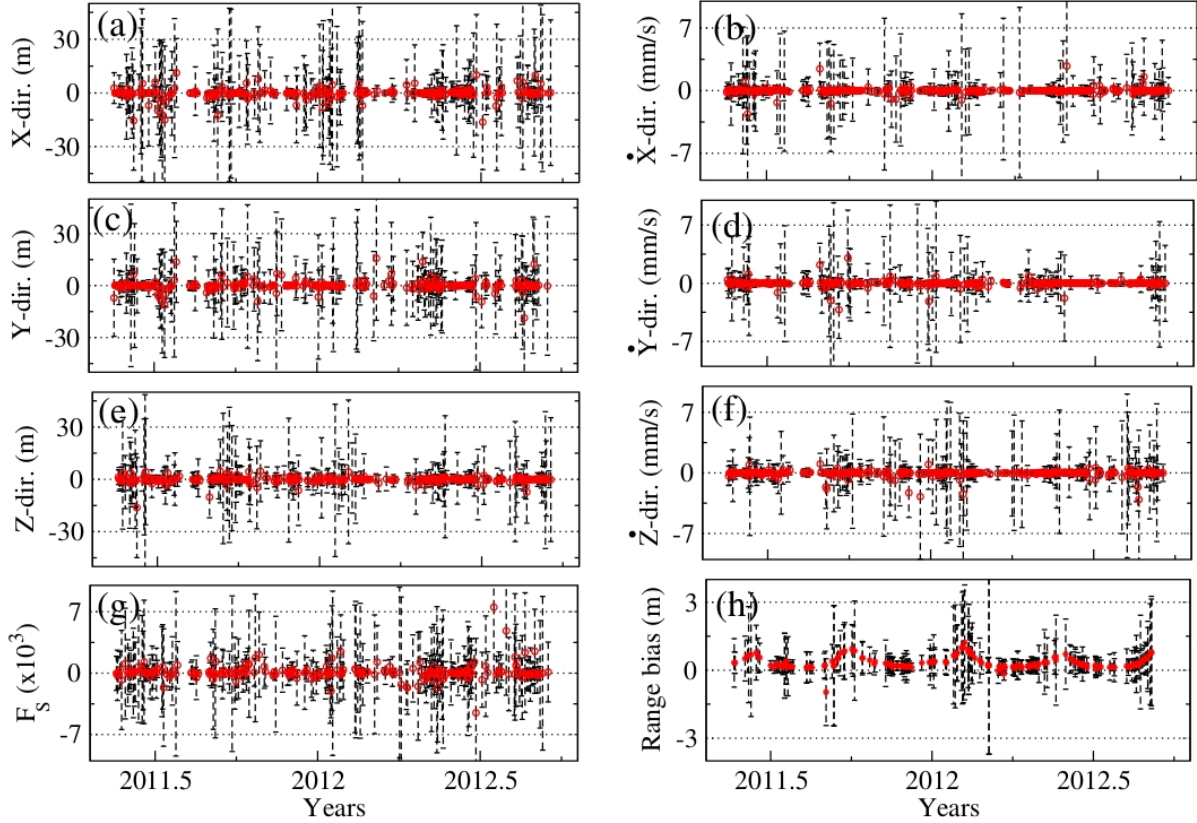 (a)
X-dir. (m)
30
0
-30
(b)
Ẋ-dir. (mm/s)
7
0
-7
(c)
Y-dir. (m)
30
0
-30
(d)
Ẏ-dir. (mm/s)
7
0
-7
(e)
Z-dir. (m)
30
0
-30
(f)
Ż-dir. (mm/s)
7
0
-7
(g)
F_S (x10³)
7
0
-7
2011.5 2012 2012.5
Years
(h)
Range bias (m)
3
0
-3
2011.5 2012 2012.5
Years